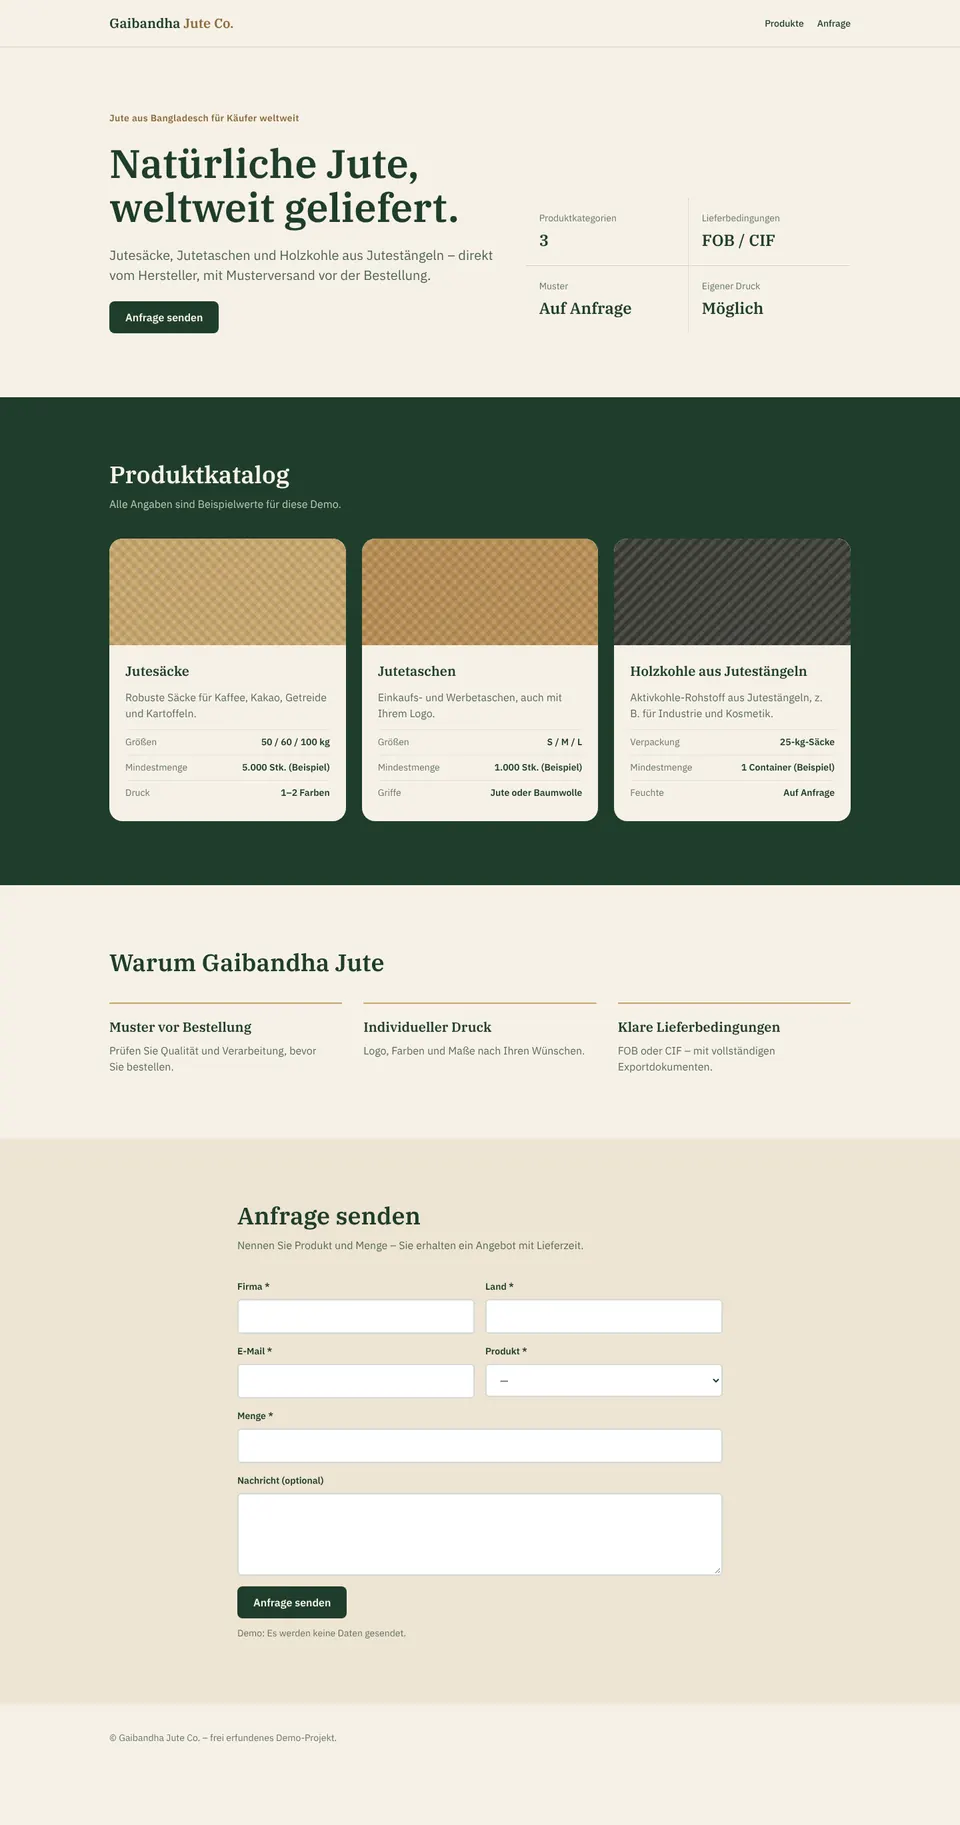 Gaibandha Jute Co.
Produkte Anfrage
Jute aus Bangladesch für Käufer weltweit
Natürliche Jute,
weltweit geliefert.
Jutesäcke, Jutetaschen und Holzkohle aus Jutestängeln – direkt
vom Hersteller, mit Musterversand vor der Bestellung.
Anfrage senden
Produktkategorien
3
Lieferbedingungen
FOB / CIF
Muster
Auf Anfrage
Eigener Druck
Möglich
Produktkatalog
Alle Angaben sind Beispielwerte für diese Demo.
Jutesäcke
Robuste Säcke für Kaffee, Kakao, Getreide
und Kartoffeln.
Größen 50 / 60 / 100 kg
Mindestmenge 5.000 Stk. (Beispiel)
Druck 1–2 Farben
Jutetaschen
Einkaufs- und Werbetaschen, auch mit
Ihrem Logo.
Größen S / M / L
Mindestmenge 1.000 Stk. (Beispiel)
Griffe Jute oder Baumwolle
Holzkohle aus Jutestängeln
Aktivkohle-Rohstoff aus Jutestängeln, z.
B. für Industrie und Kosmetik.
Verpackung 25-kg-Säcke
Mindestmenge 1 Container (Beispiel)
Feuchte Auf Anfrage
Warum Gaibandha Jute
Muster vor Bestellung
Prüfen Sie Qualität und Verarbeitung, bevor
Sie bestellen.
Individueller Druck
Logo, Farben und Maße nach Ihren Wünschen.
Klare Lieferbedingungen
FOB oder CIF – mit vollständigen
Exportdokumenten.
Anfrage senden
Nennen Sie Produkt und Menge – Sie erhalten ein Angebot mit Lieferzeit.
Firma *
Land *
E-Mail *
Produkt *
—
Menge *
Nachricht (optional)
Anfrage senden
Demo: Es werden keine Daten gesendet.
© Gaibandha Jute Co. – frei erfundenes Demo-Projekt.